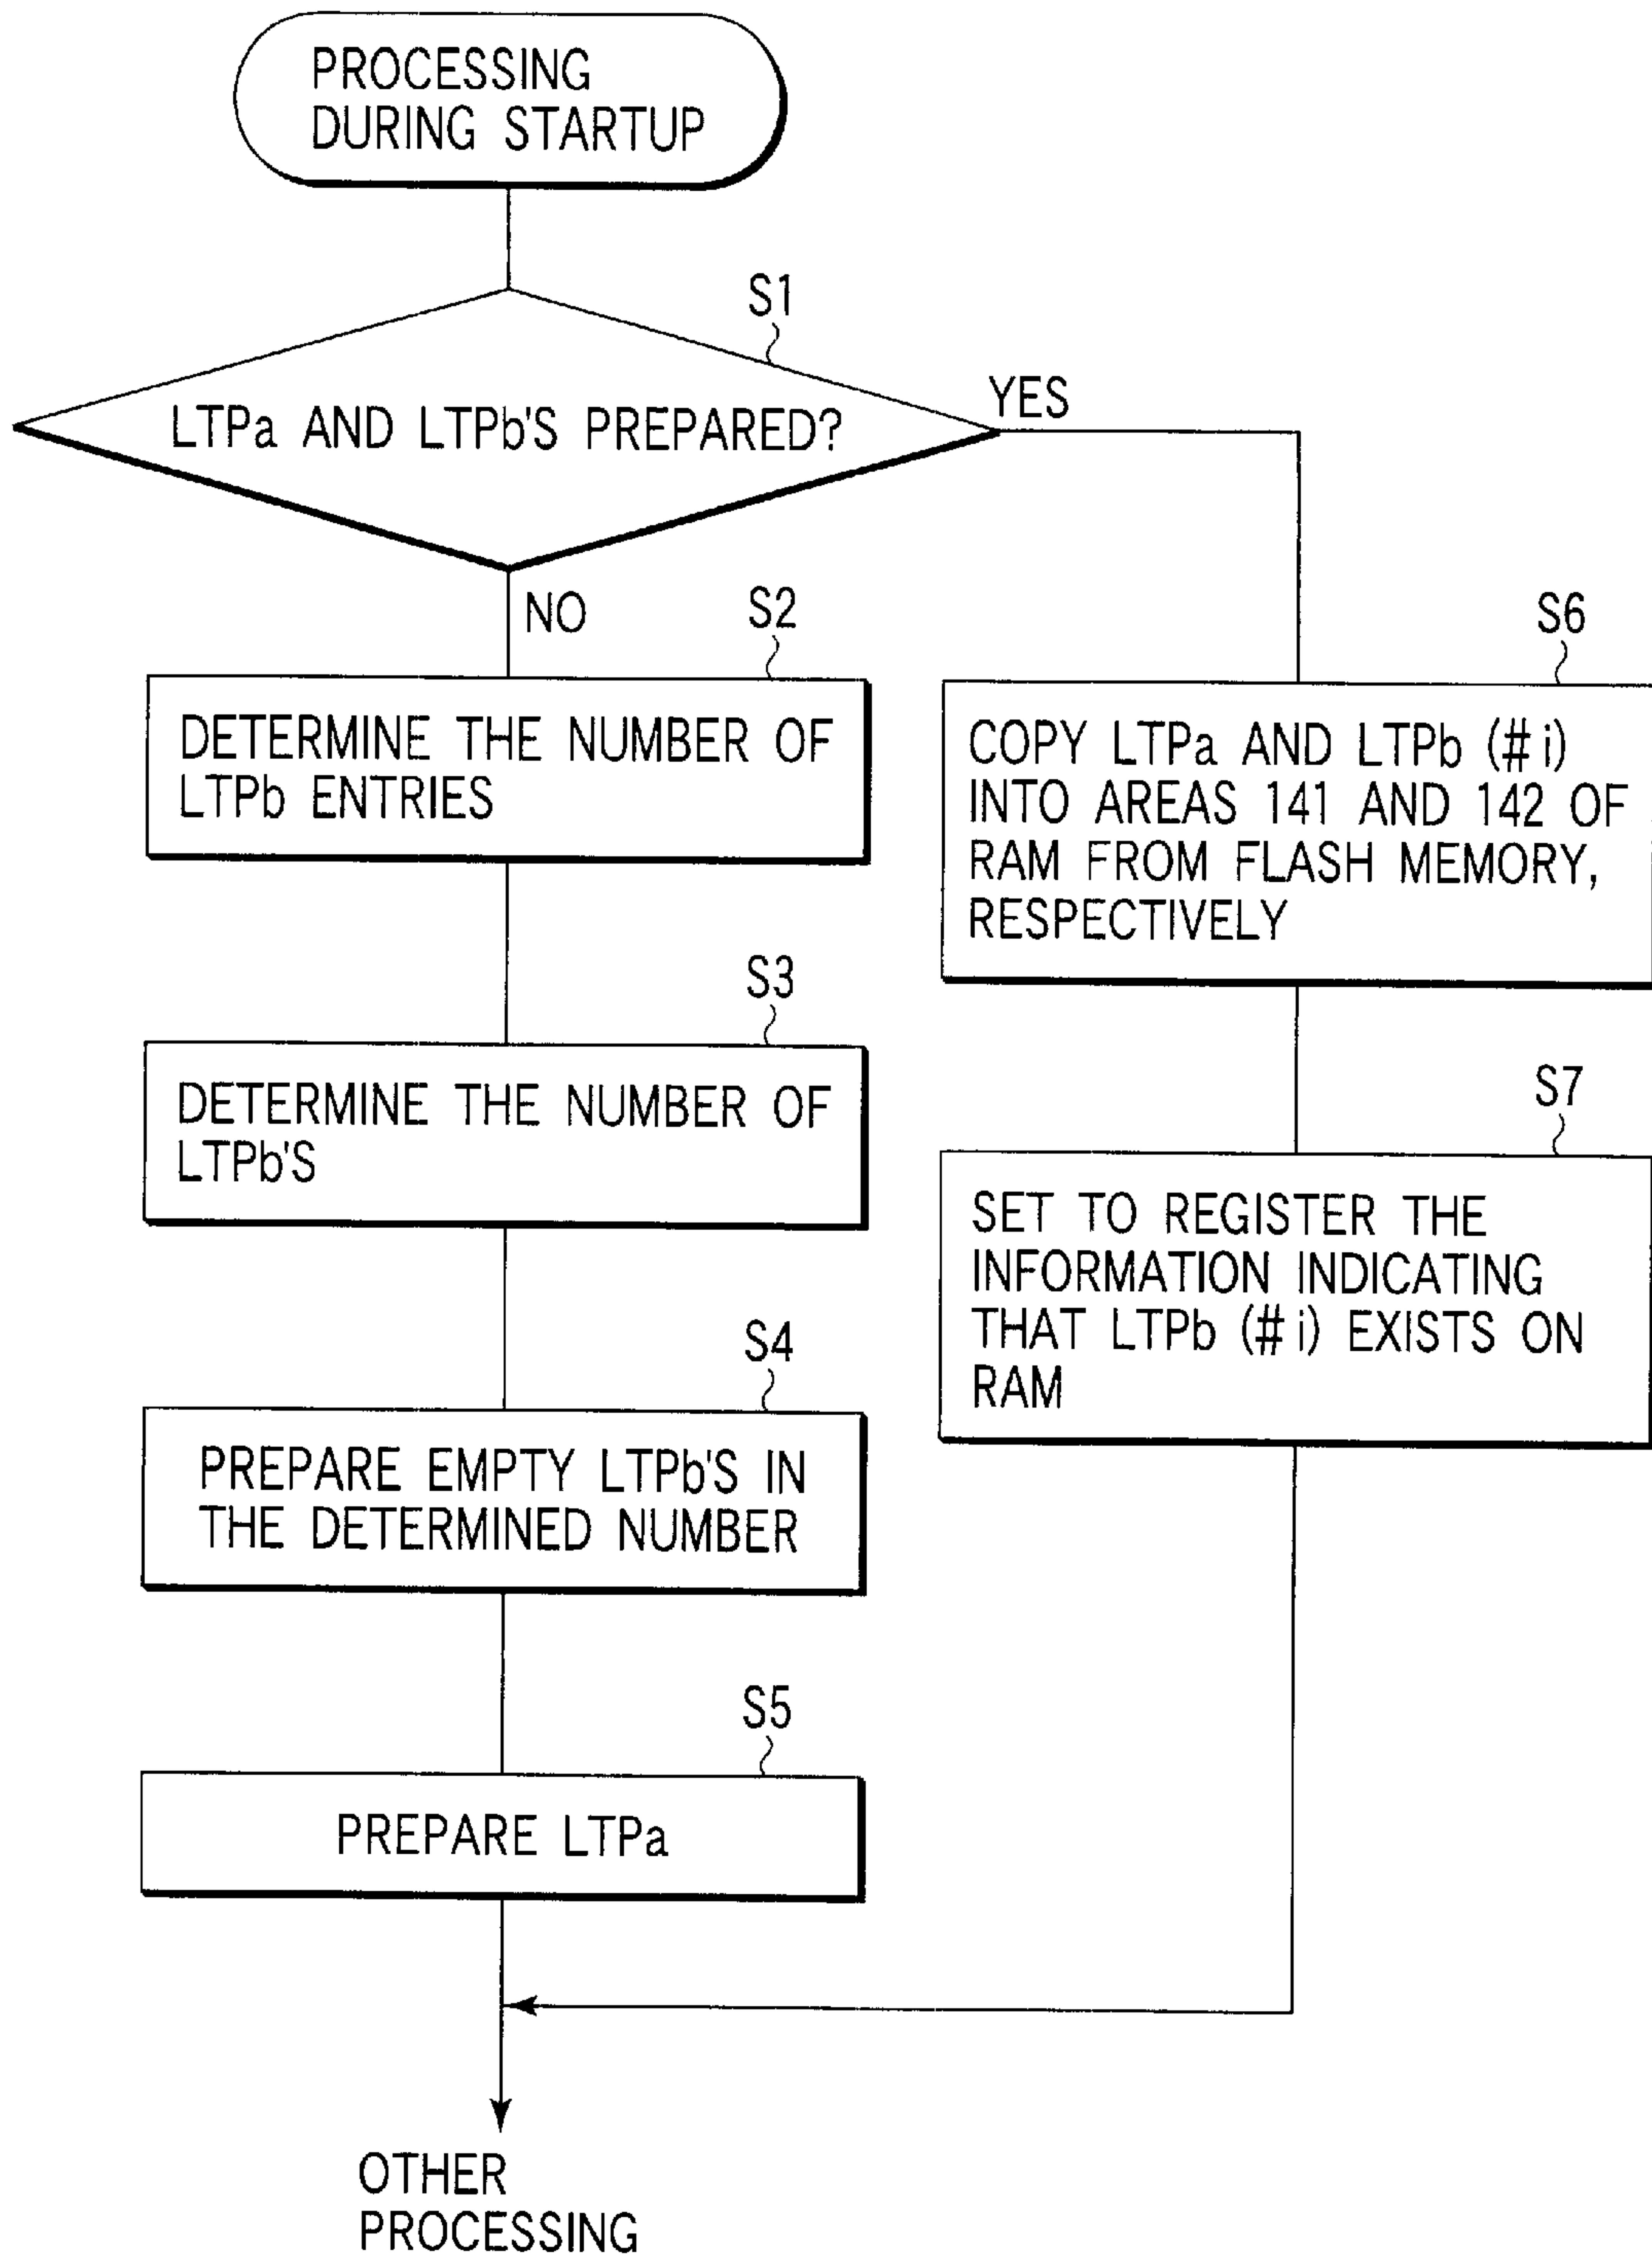 PROCESSING
DURING STARTUP
S1
LTPa AND LTPb'S PREPARED?
YES
NO
S2
DETERMINE THE NUMBER OF
LTPb ENTRIES
S3
DETERMINE THE NUMBER OF
LTPb'S
S4
PREPARE EMPTY LTPb'S IN
THE DETERMINED NUMBER
S5
PREPARE LTPa
S6
COPY LTPa AND LTPb (# i)
INTO AREAS 141 AND 142 OF
RAM FROM FLASH MEMORY,
RESPECTIVELY
S7
SET TO REGISTER THE
INFORMATION INDICATING
THAT LTPb (# i) EXISTS ON
RAM
OTHER
PROCESSING